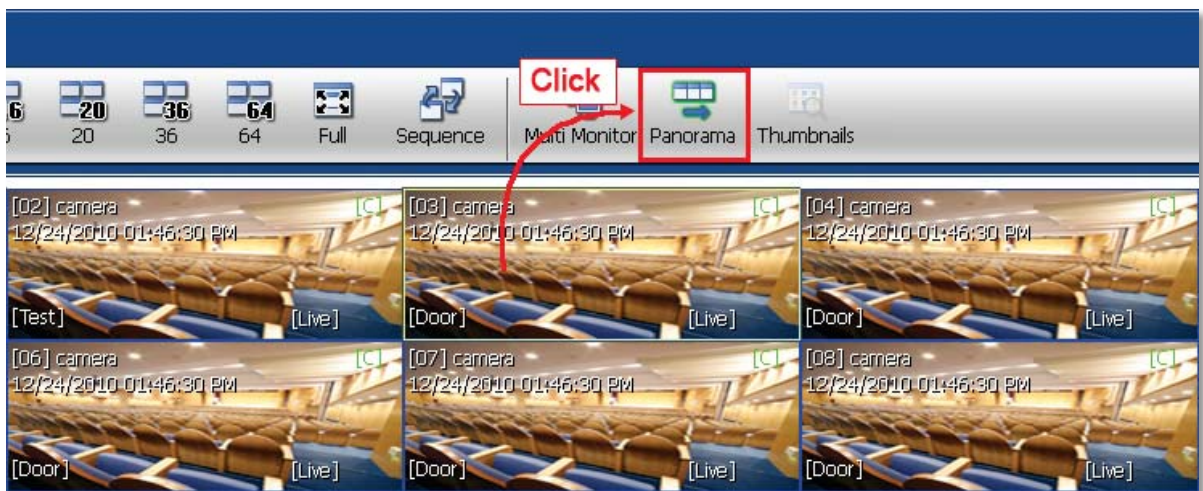 Click
6 20 36 64
20 36 64 Full Sequence Multi Monitor Panorama Thumbnails
[02] camera [C] [03] camera [C] [04] camera [C]
12/24/2010 01:46:30 PM 12/24/2010 01:46:30 PM 12/24/2010 01:46:30 PM
[Test] [Live] [Door] [Live] [Door] [Live]
[06] camera [C] [07] camera [C] [08] camera [C]
12/24/2010 01:46:30 PM 12/24/2010 01:46:30 PM 12/24/2010 01:46:30 PM
[Door] [Live] [Door] [Live] [Door] [Live]